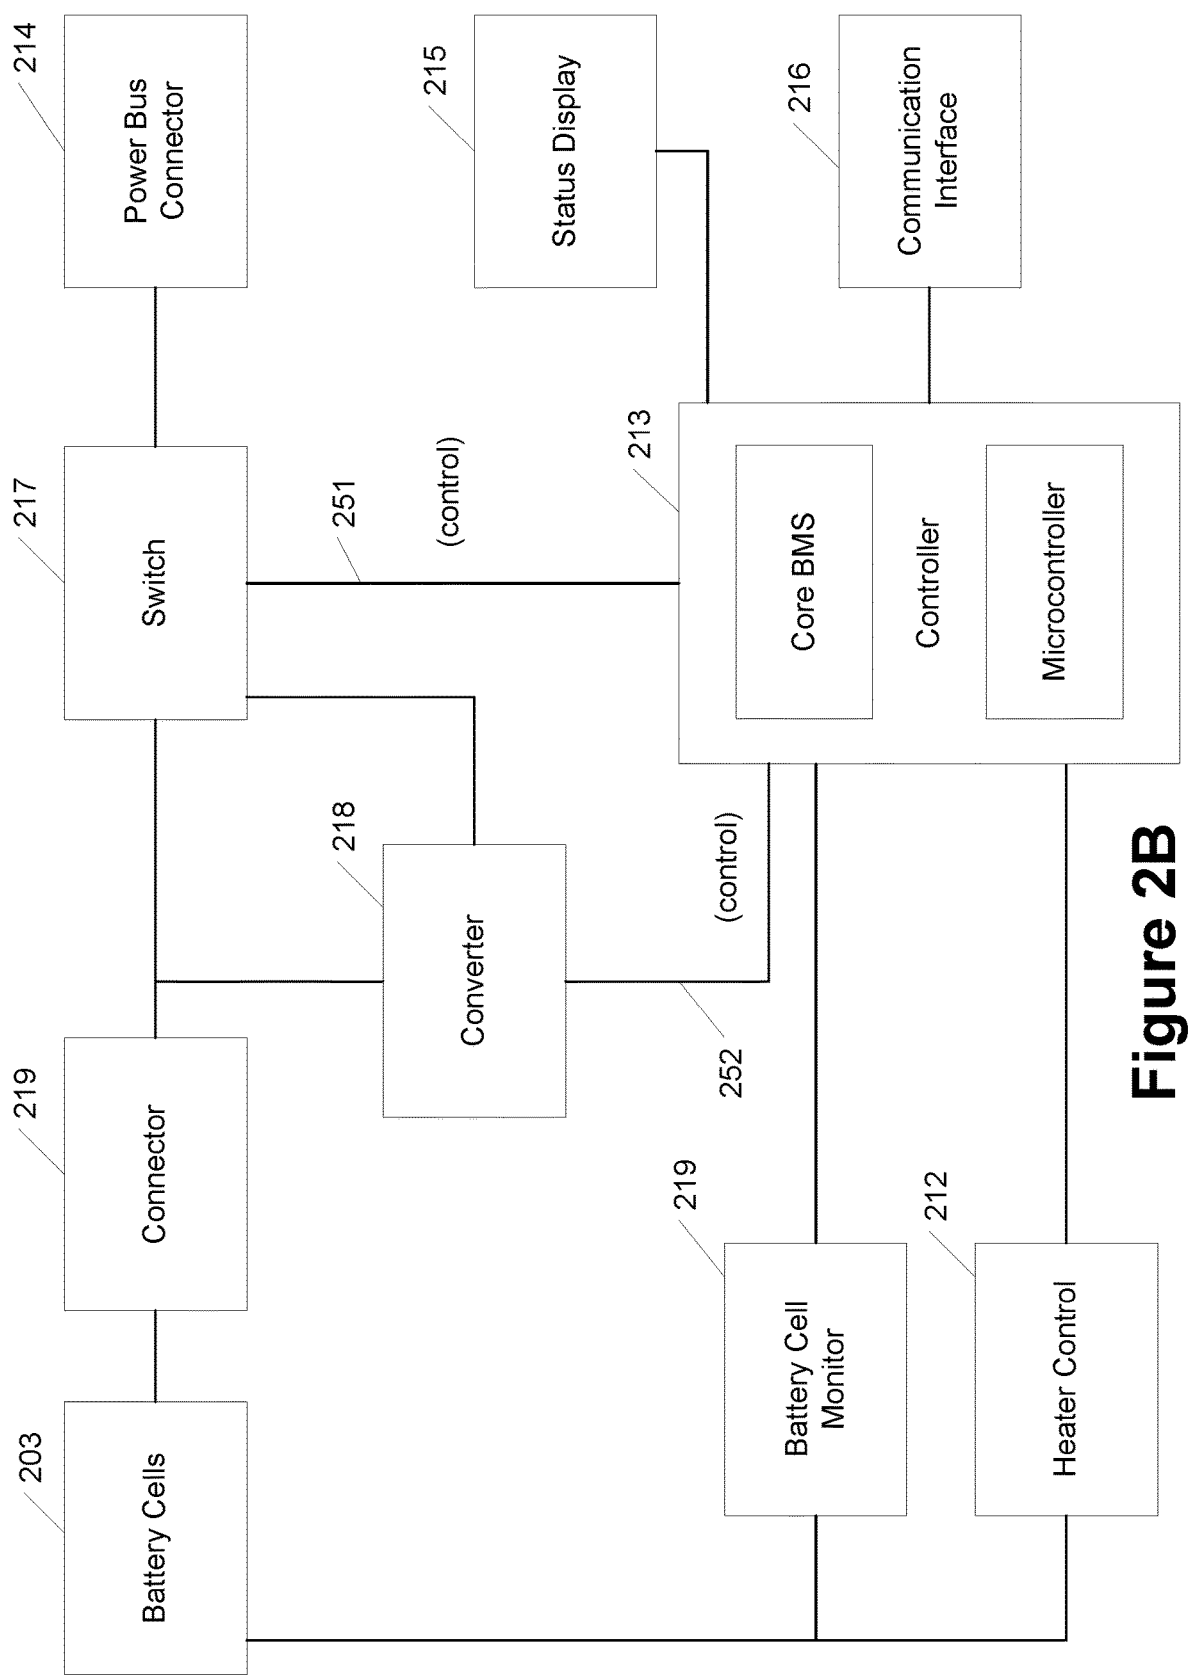 203
Battery Cells
219
Connector
217
Switch
214
Power Bus
Connector
218
Converter
251
(control)
215
Status Display
252
(control)
213
Core BMS
Controller
Microcontroller
219
Battery Cell
Monitor
216
Communication
Interface
212
Heater Control
Figure 2B